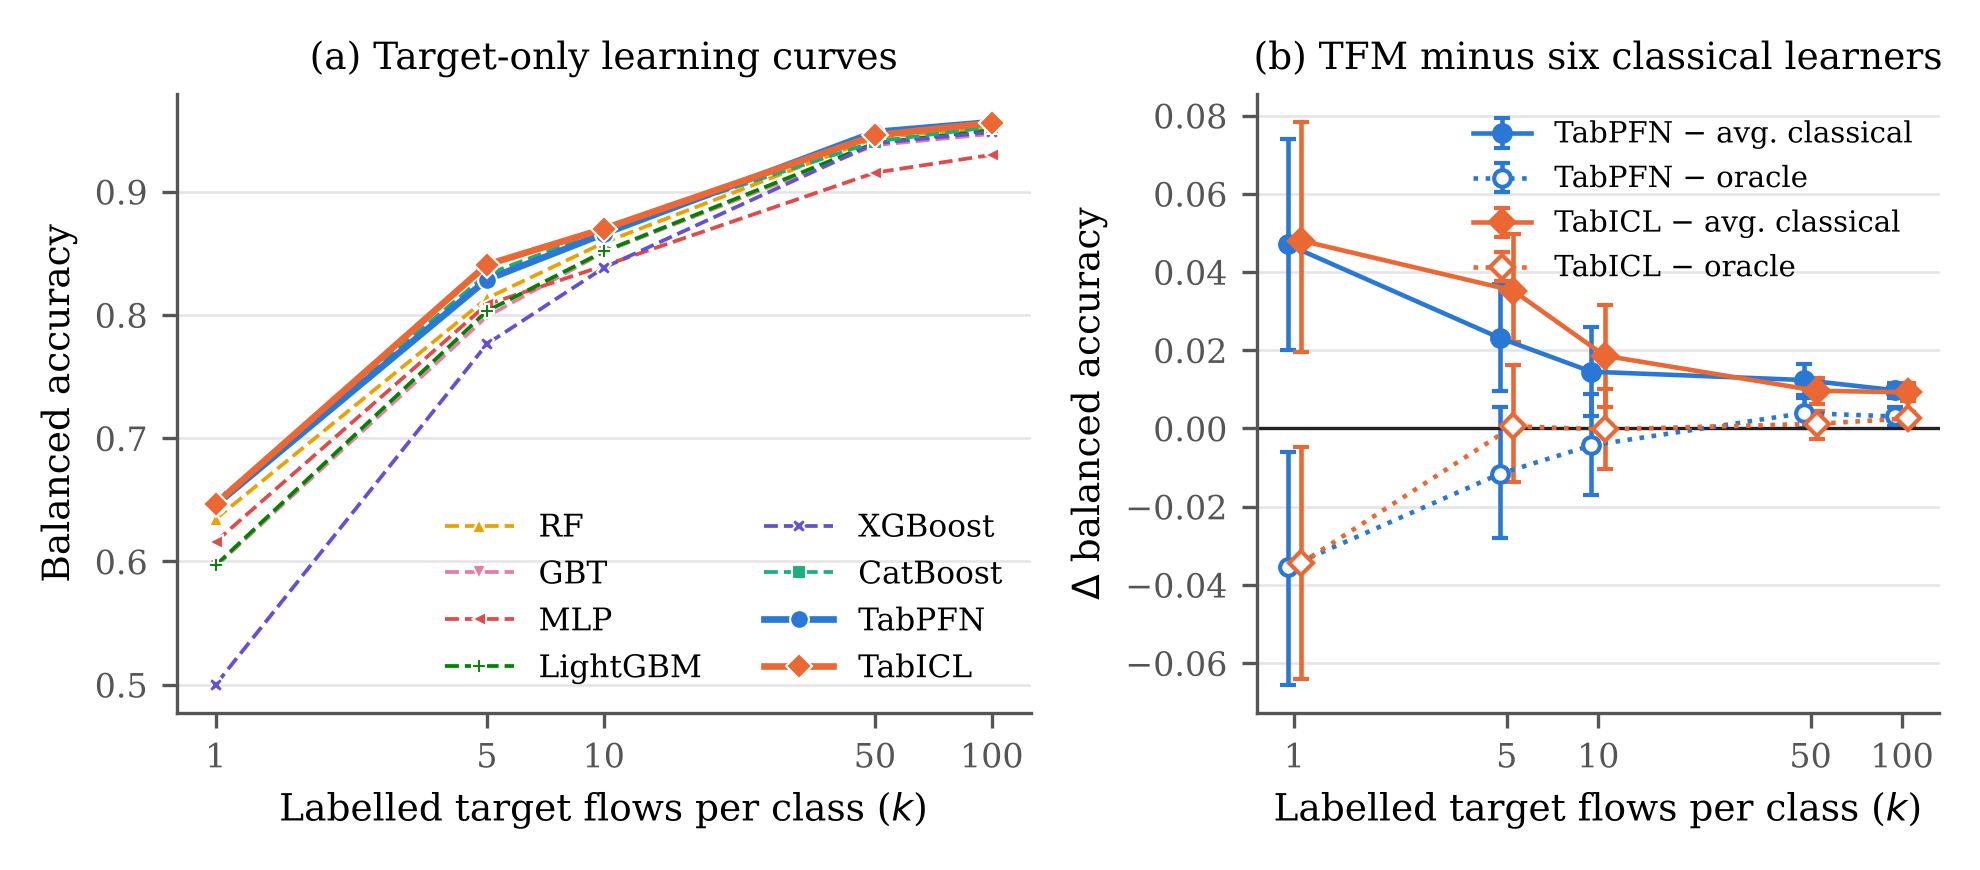 (a) Target-only learning curves
Balanced accuracy
0.9
0.8
0.7
0.6
0.5
RF
GBT
MLP
LightGBM
XGBoost
CatBoost
TabPFN
TabICL
1 5 10 50 100
Labelled target flows per class (k)
(b) TFM minus six classical learners
Δ balanced accuracy
0.08
0.06
0.04
0.02
0.00
−0.02
−0.04
−0.06
TabPFN − avg. classical
TabPFN − oracle
TabICL − avg. classical
TabICL − oracle
1 5 10 50 100
Labelled target flows per class (k)